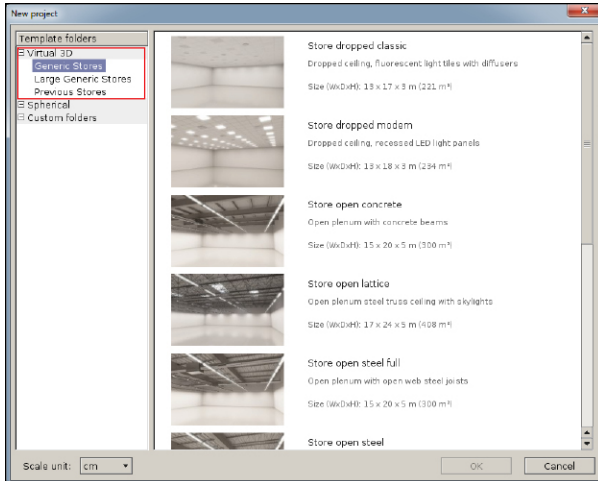 New project
Template folders
Virtual 3D
Generic Stores
Large Generic Stores
Previous Stores
Spherical
Custom folders
Store dropped classic
Dropped ceiling, fluorescent light tiles with diffusers
Size (WxDxH): 13 x 17 x 3 m (221 m²)
Store dropped modern
Dropped ceiling, recessed LED light panels
Size (WxDxH): 13 x 18 x 3 m (234 m²)
Store open concrete
Open plenum with concrete beams
Size (WxDxH): 15 x 20 x 5 m (300 m²)
Store open lattice
Open plenum steel truss ceiling with skylights
Size (WxDxH): 17 x 24 x 5 m (408 m²)
Store open steel full
Open plenum with open web steel joists
Size (WxDxH): 15 x 20 x 5 m (300 m²)
Store open steel
Scale unit: cm
OK
Cancel